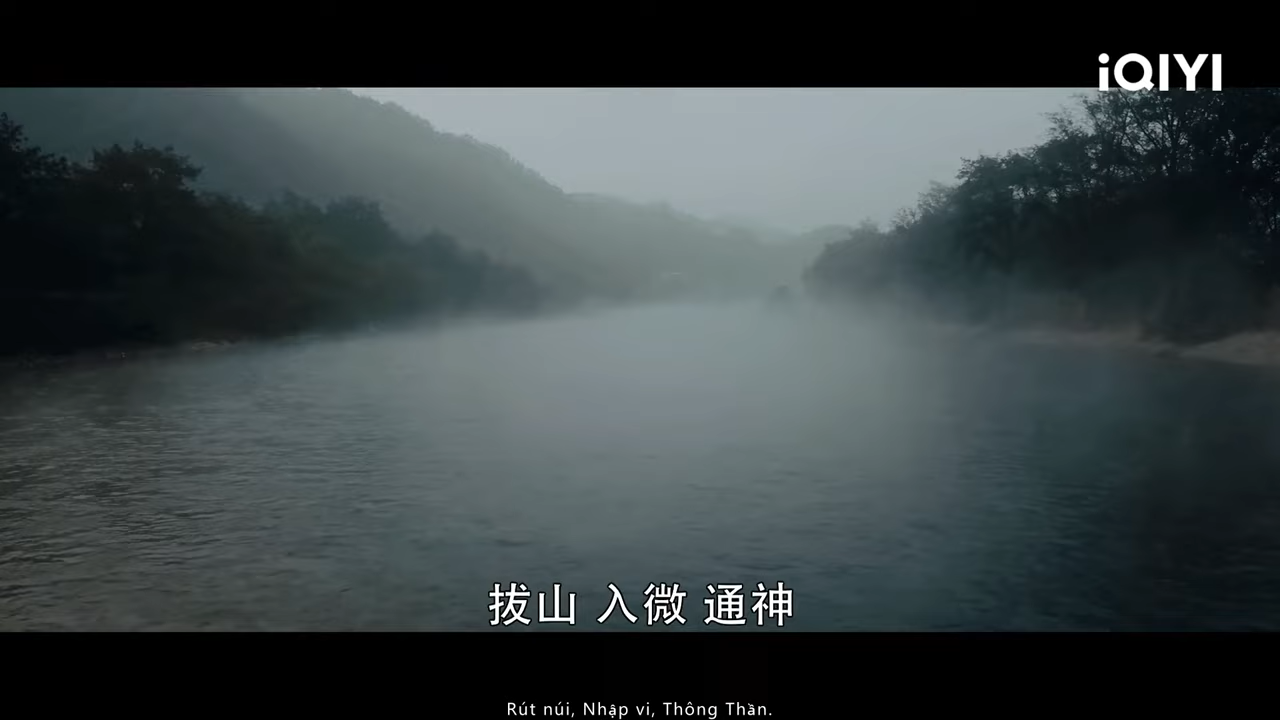 iQIYI
拔山 入微 通神
Rút núi, Nhập vi, Thông Thần.